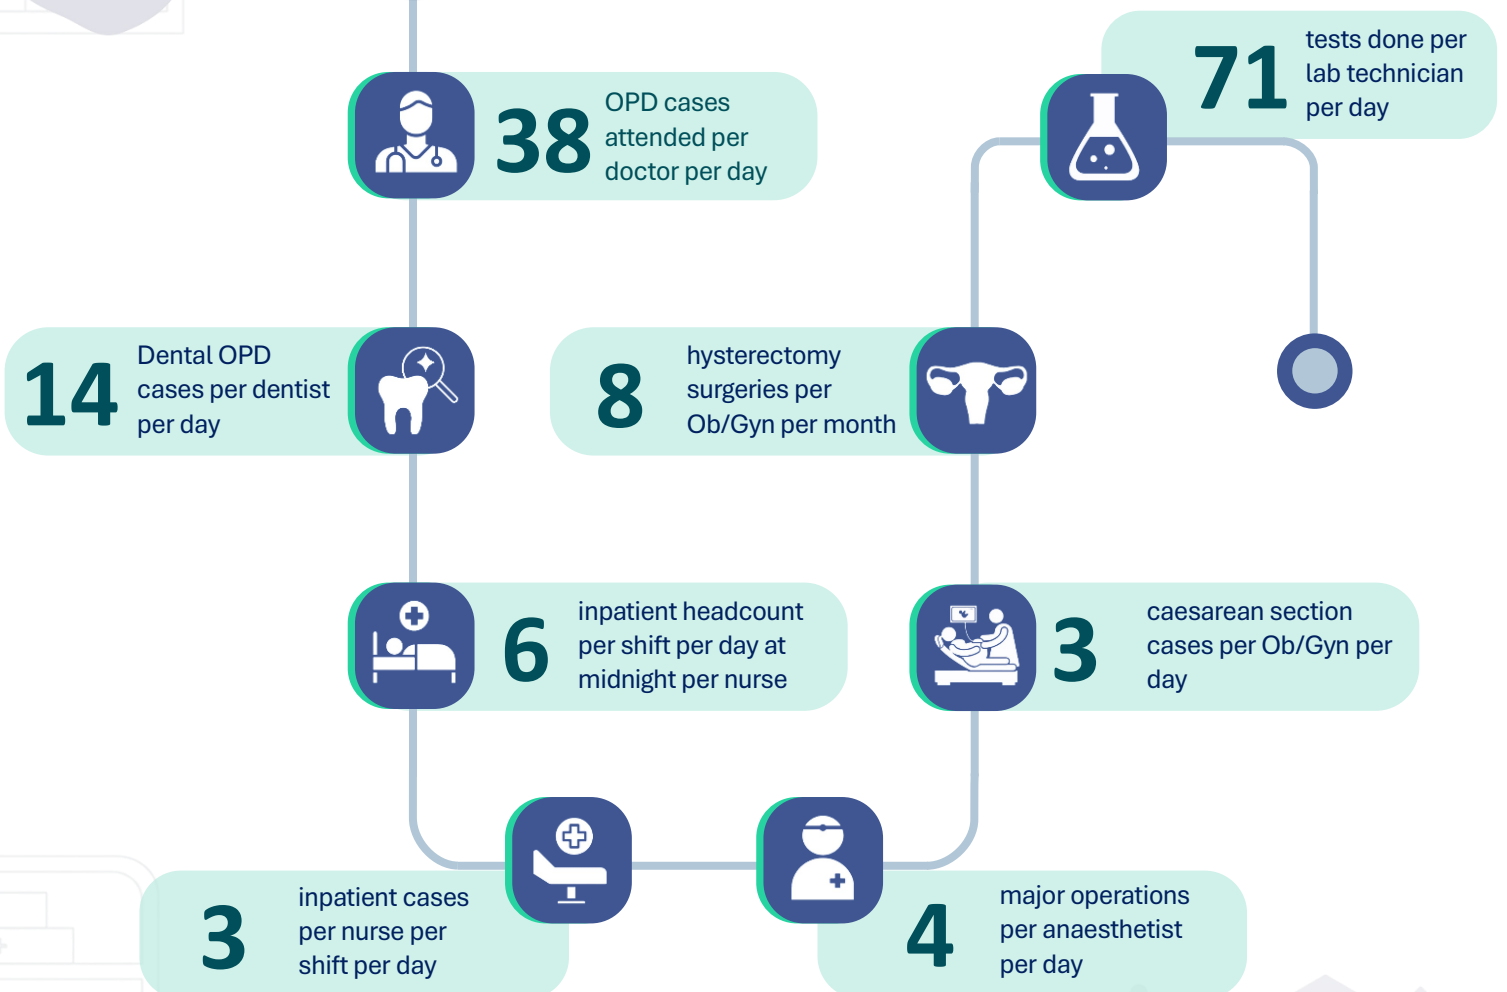 38
OPD cases
attended per
doctor per day
14
Dental OPD
cases per dentist
per day
6
inpatient headcount
per shift per day at
midnight per nurse
3
inpatient cases
per nurse per
shift per day
4
major operations
per anaesthetist
per day
3
caesarean section
cases per Ob/Gyn per
day
8
hysterectomy
surgeries per
Ob/Gyn per month
71
tests done per
lab technician
per day